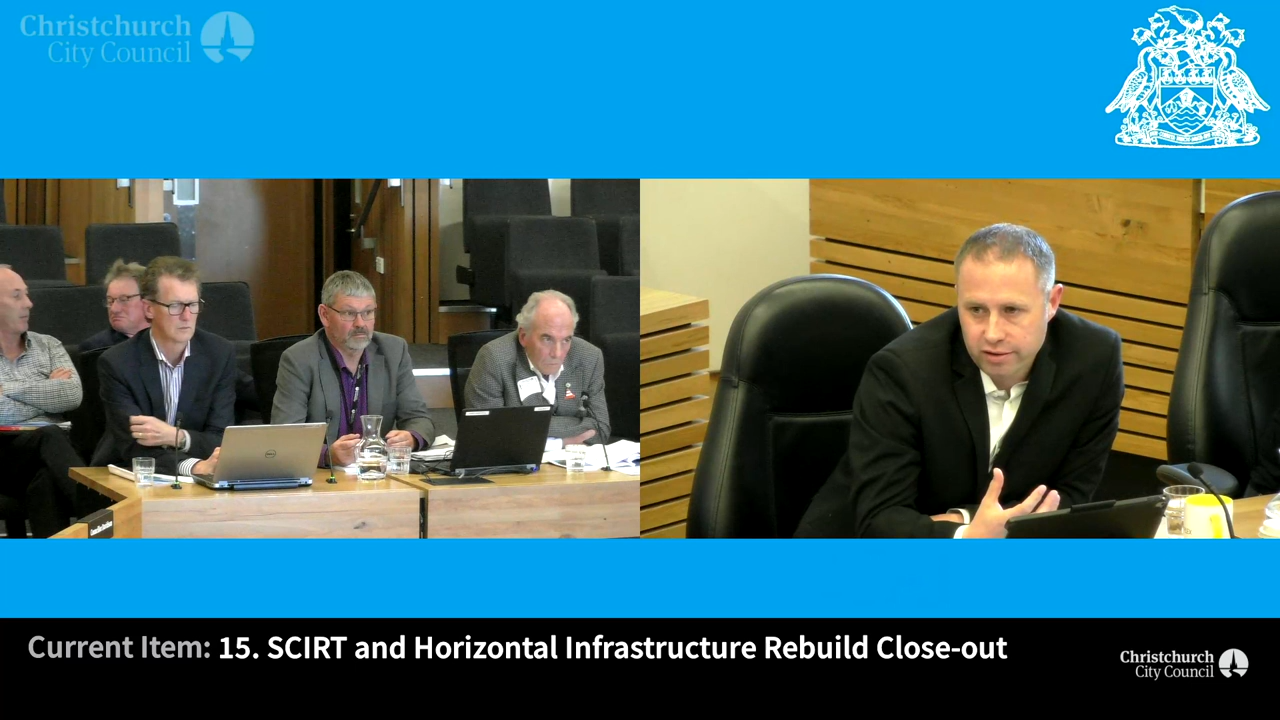 Christchurch
City Council
Current Item: 15. SCIRT and Horizontal Infrastructure Rebuild Close-out
Christchurch
City Council